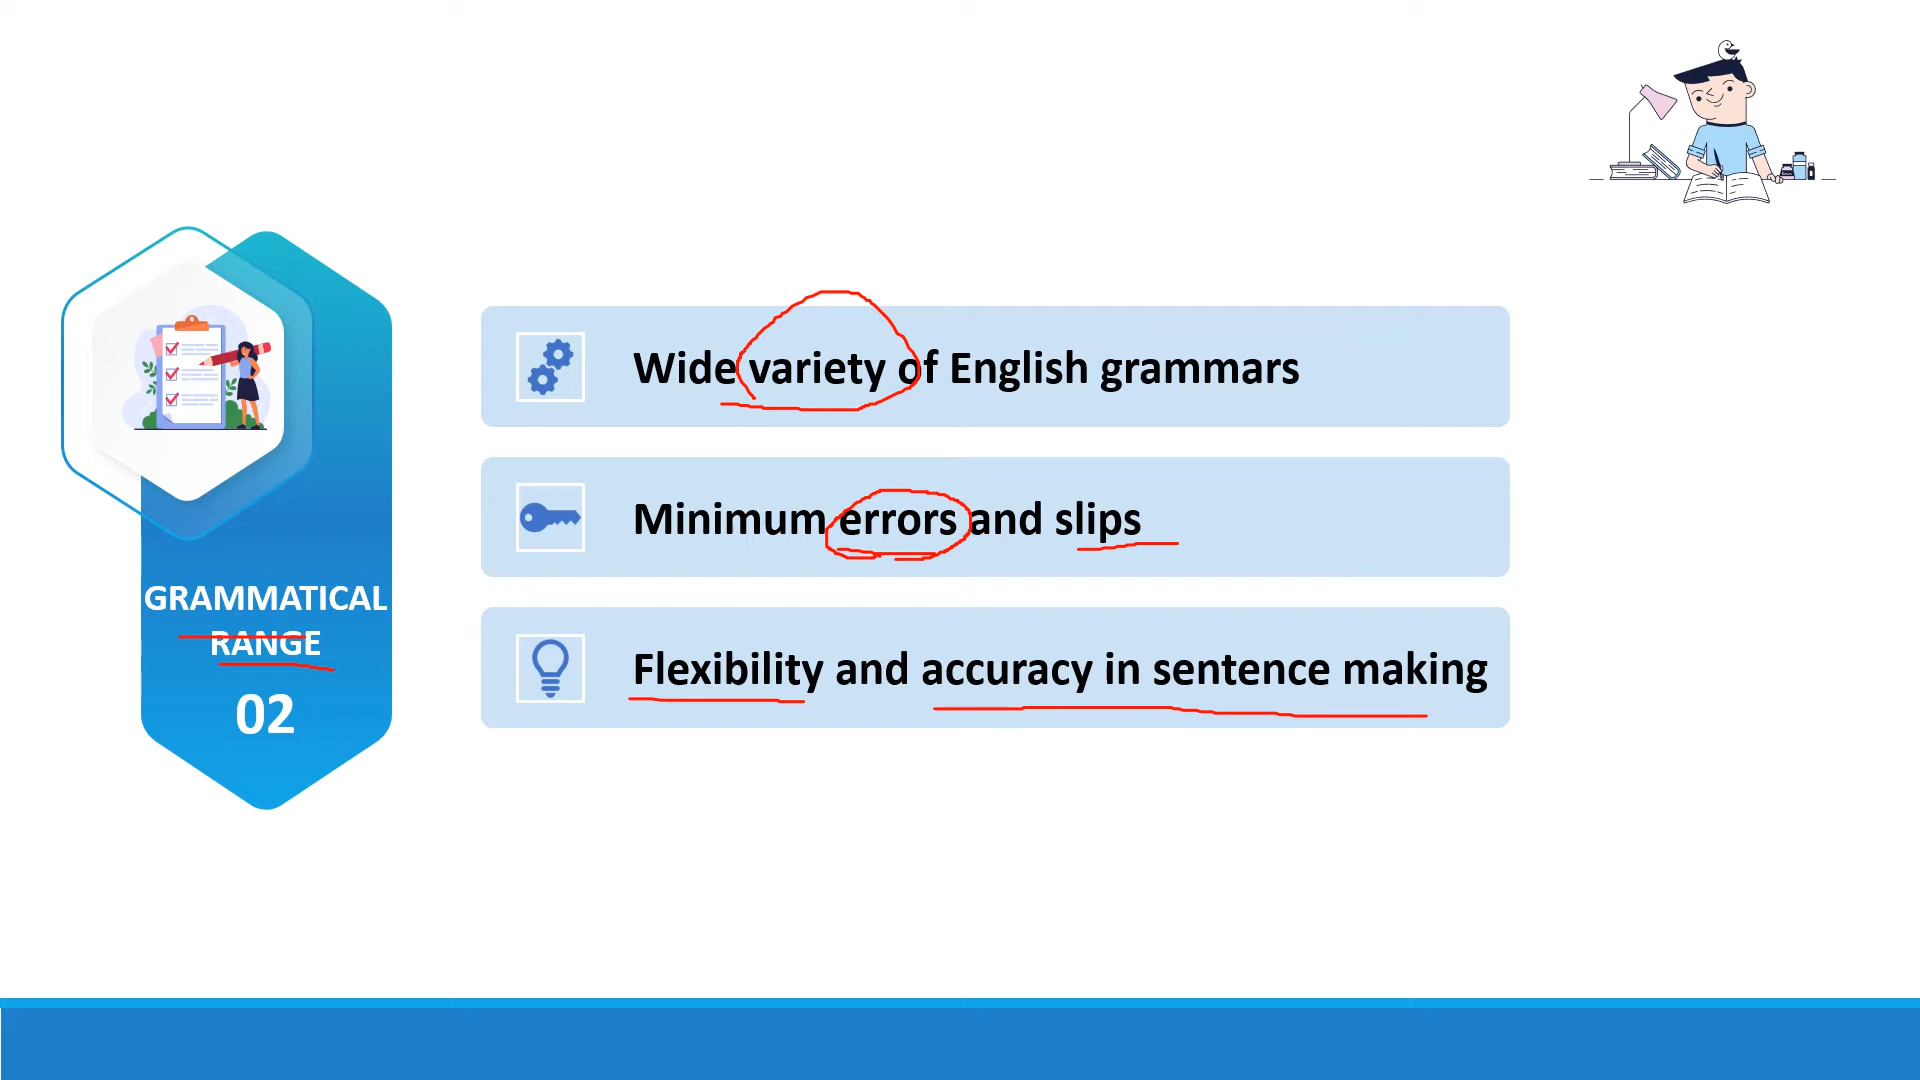 GRAMMATICAL
RANGE
02
Wide variety of English grammars
Minimum errors and slips
Flexibility and accuracy in sentence making